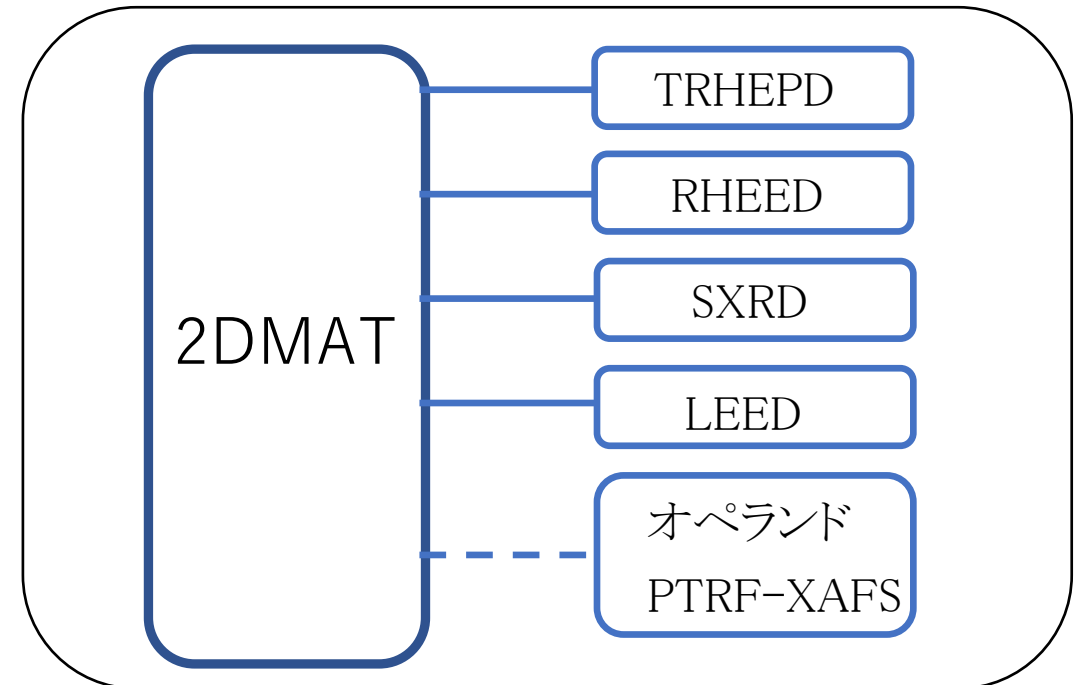 2DMAT
TRHEPD
RHEED
SXRD
LEED
オペランド
PTRF-XAFS